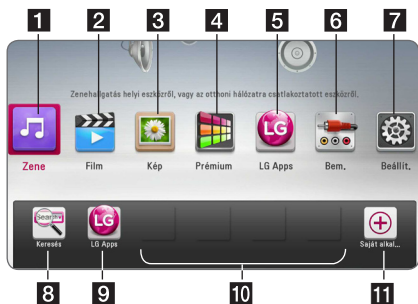 1 2 3 4 5 6 7
Zenehallgatás helyi eszközről, vagy az otthoni hálózatra csatlakoztatott eszközről.
LG
Zene Film Kép Prémium LG Apps Bem. Beállít.
Search LG
Keresés LG Apps Saját alkal...
8 9 10 11